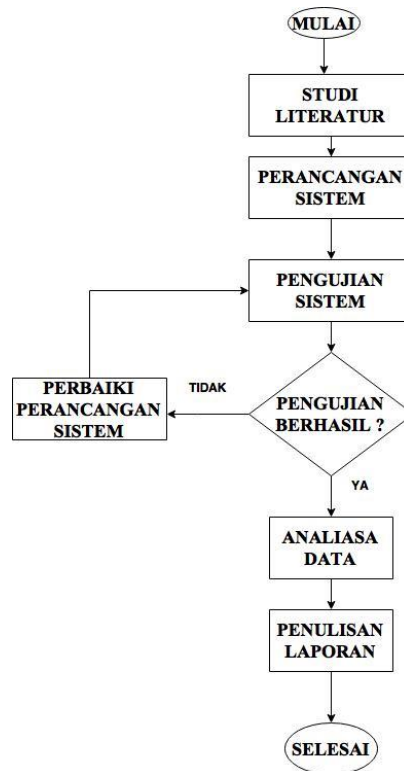 MULAI
STUDI
LITERATUR
PERANCANGAN
SISTEM
PENGUJIAN
SISTEM
PENGUJIAN
BERHASIL ?
TIDAK
PERBAIKI
PERANCANGAN
SISTEM
YA
ANALIASA
DATA
PENULISAN
LAPORAN
SELESAI